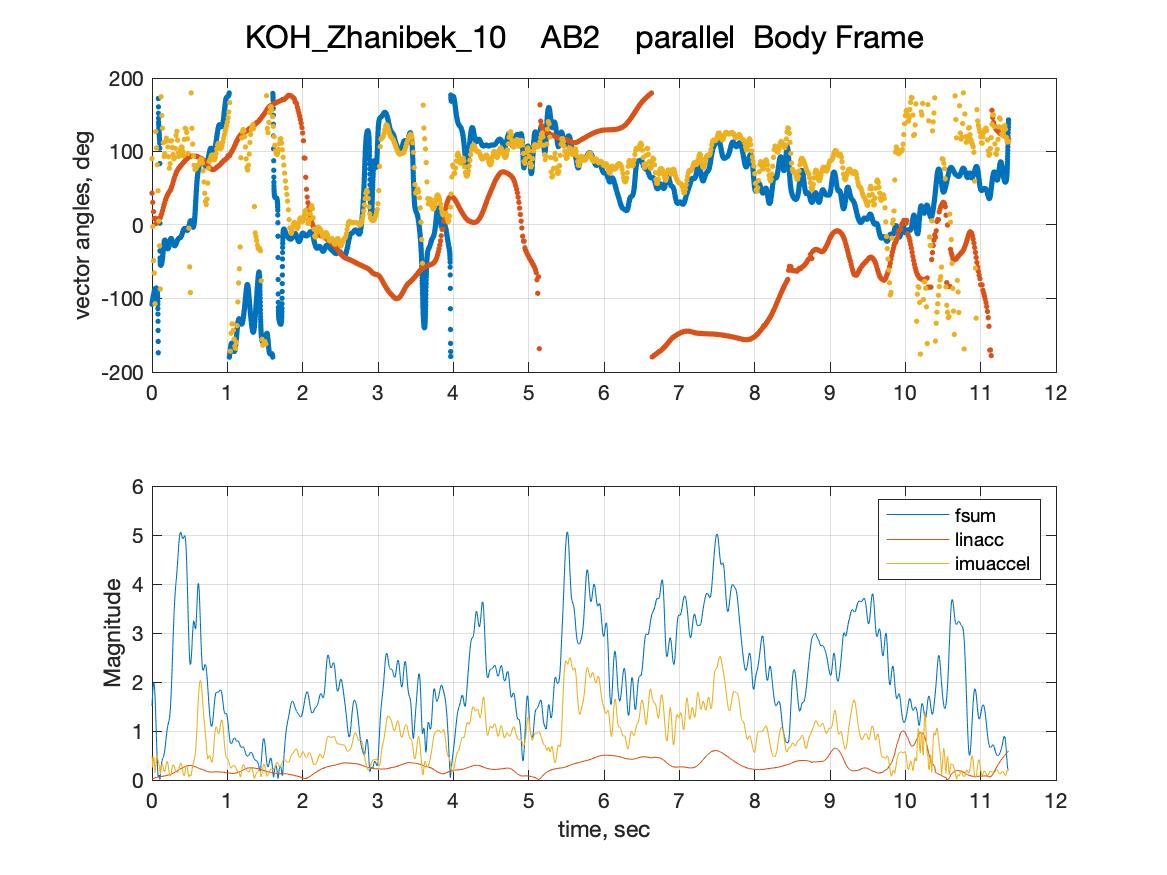 KOH_Zhanibek_10 AB2 parallel Body Frame
200
100
0
-100
-200
vector angles, deg
0 1 2 3 4 5 6 7 8 9 10 11 12
6
5
4
3
2
1
0
Magnitude
fsum
linacc
imuaccel
0 1 2 3 4 5 6 7 8 9 10 11 12
time, sec